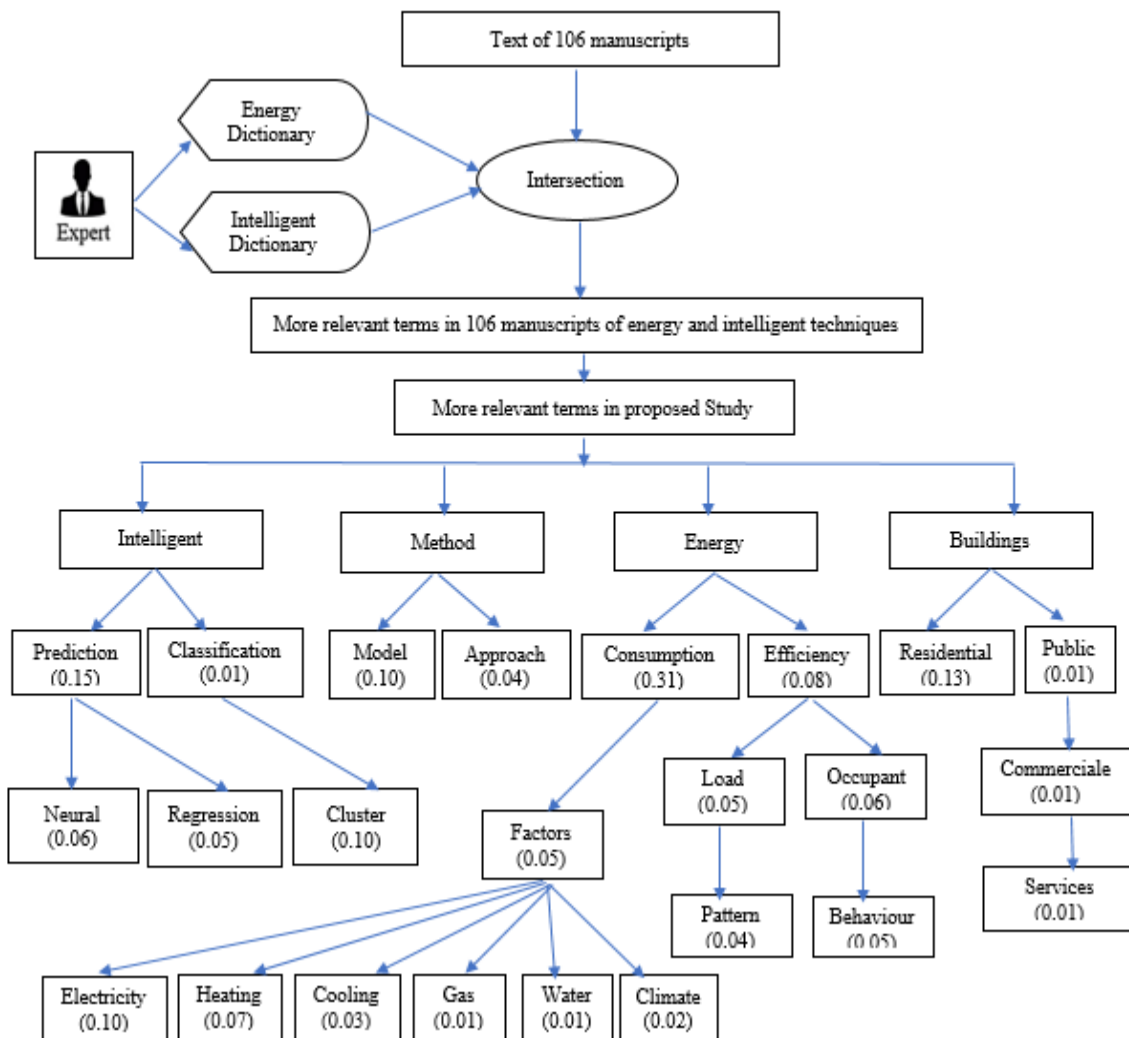 Text of 106 manuscripts
Energy
Dictionary
Intersection
Expert
Intelligent
Dictionary
More relevant terms in 106 manuscripts of energy and intelligent techniques
More relevant terms in proposed Study
Intelligent
Method
Energy
Buildings
Prediction
(0.15)
Classification
(0.01)
Model
(0.10)
Approach
(0.04)
Consumption
(0.31)
Efficiency
(0.08)
Residential
(0.13)
Public
(0.01)
Neural
(0.06)
Regression
(0.05)
Cluster
(0.10)
Factors
(0.05)
Load
(0.05)
Occupant
(0.06)
Commerciale
(0.01)
Pattern
(0.04)
Behaviour
(0.05)
Services
(0.01)
Electricity
(0.10)
Heating
(0.07)
Cooling
(0.03)
Gas
(0.01)
Water
(0.01)
Climate
(0.02)